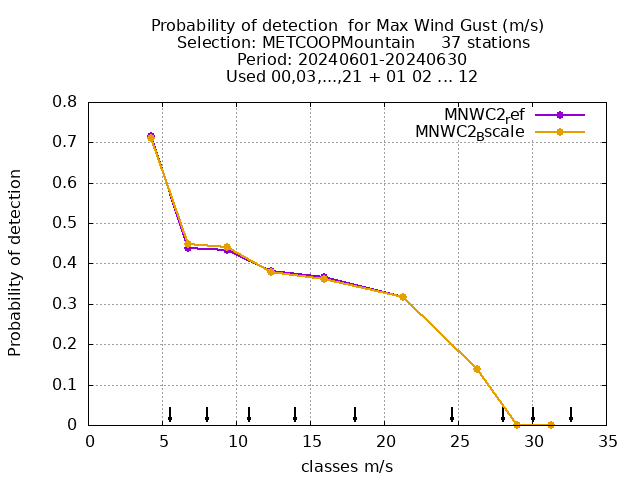 Probability of detection  for Max Wind Gust (m/s)
Selection: METCOOPMountain     37 stations
Period: 20240601-20240630
Used 00,03,...,21 + 01 02 ... 12
MNWC2ref
MNWC2Bscale
0.8
0.7
0.6
0.5
0.4
0.3
0.2
0.1
0
Probability of detection
0 5 10 15 20 25 30 35
classes m/s